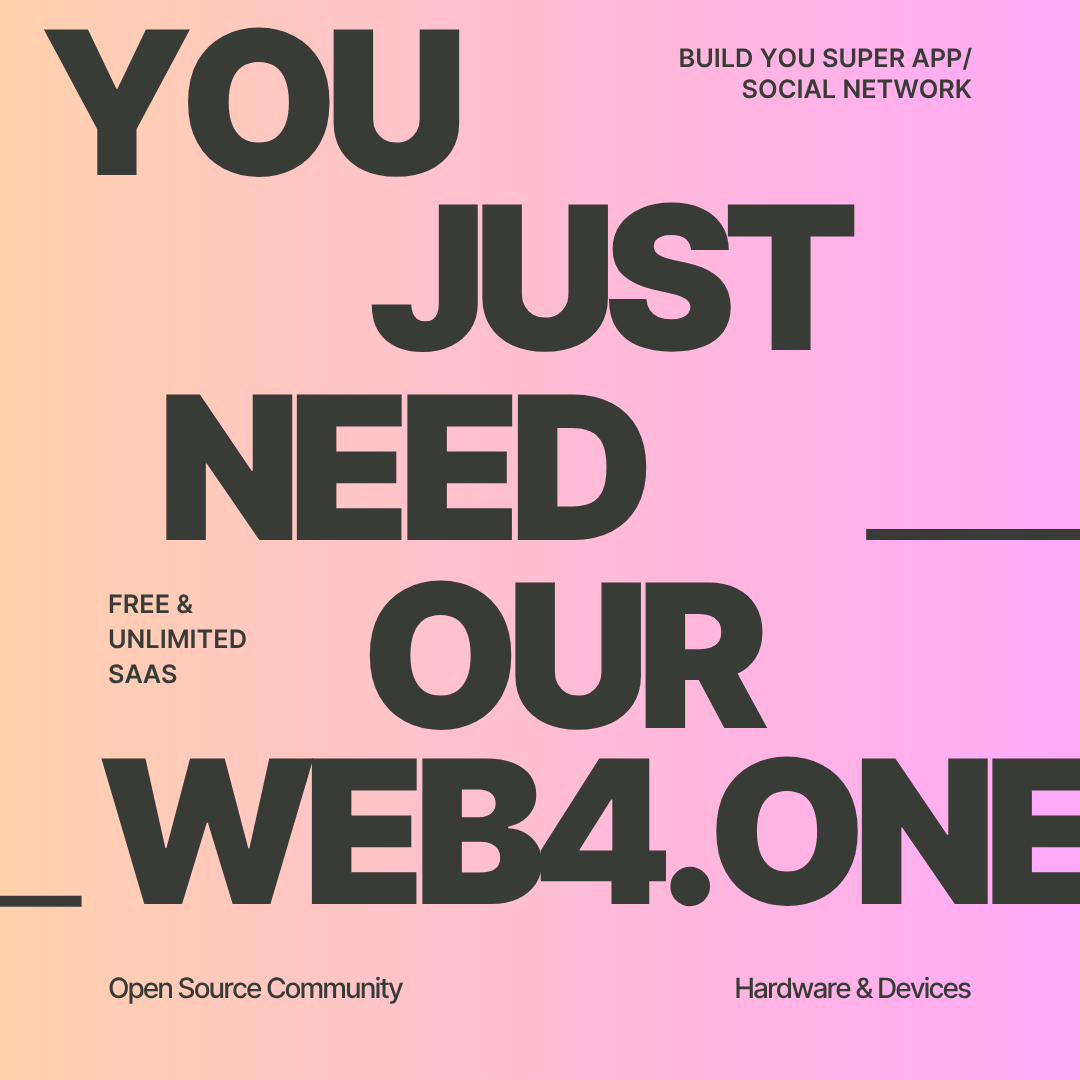 YOU
BUILD YOU SUPER APP/
SOCIAL NETWORK
JUST
NEED
FREE &
UNLIMITED
SAAS
OUR
WEB4.ONE
Open Source Community
Hardware & Devices